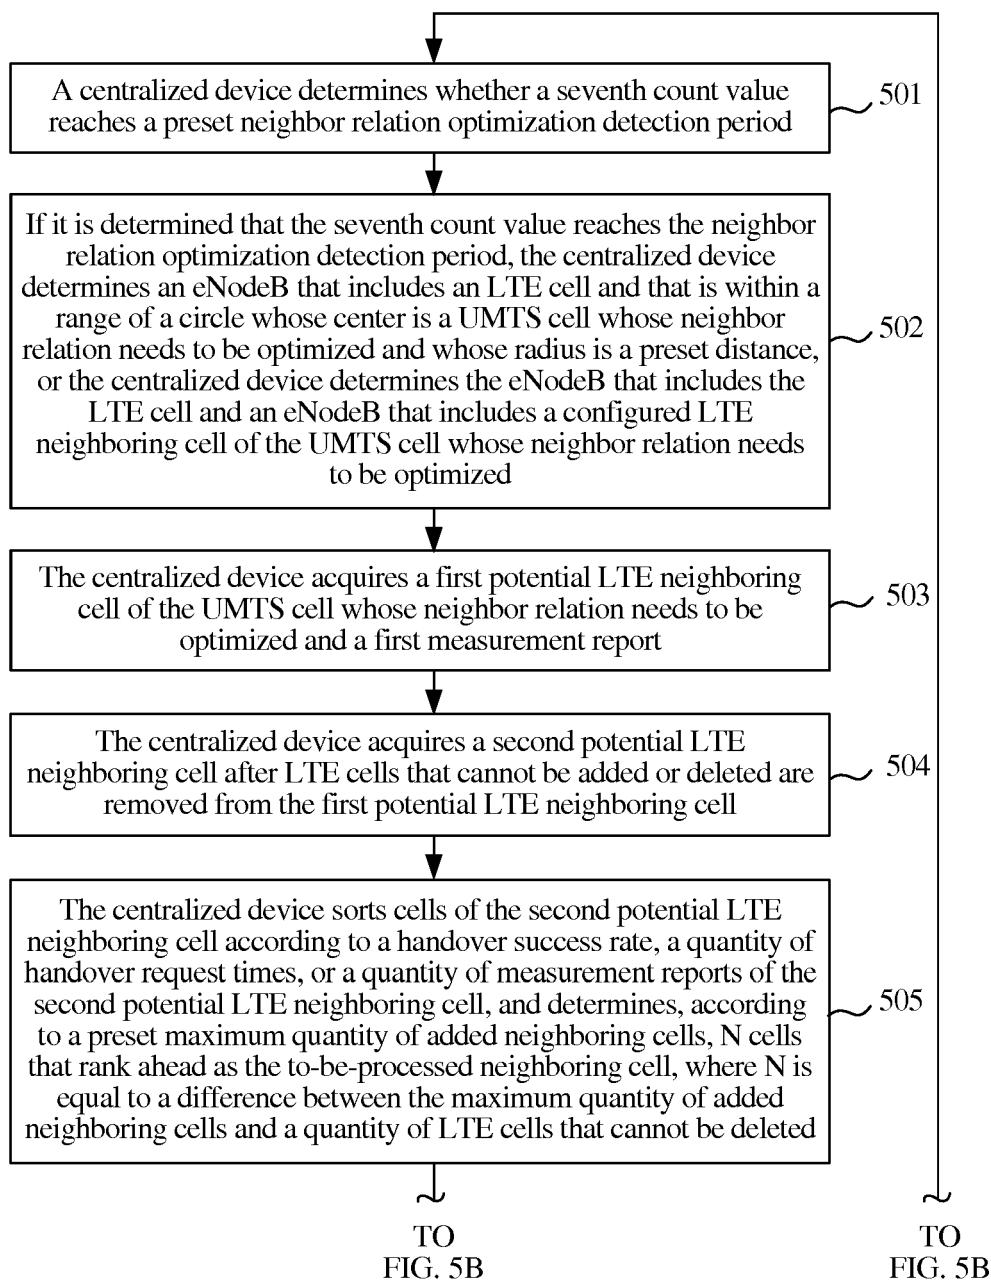 A centralized device determines whether a seventh count value
reaches a preset neighbor relation optimization detection period
501
If it is determined that the seventh count value reaches the neighbor
relation optimization detection period, the centralized device
determines an eNodeB that includes an LTE cell and that is within a
range of a circle whose center is a UMTS cell whose neighbor
relation needs to be optimized and whose radius is a preset distance,
or the centralized device determines the eNodeB that includes the
LTE cell and an eNodeB that includes a configured LTE
neighboring cell of the UMTS cell whose neighbor relation needs
to be optimized
502
The centralized device acquires a first potential LTE neighboring
cell of the UMTS cell whose neighbor relation needs to be
optimized and a first measurement report
503
The centralized device acquires a second potential LTE
neighboring cell after LTE cells that cannot be added or deleted are
removed from the first potential LTE neighboring cell
504
The centralized device sorts cells of the second potential LTE
neighboring cell according to a handover success rate, a quantity of
handover request times, or a quantity of measurement reports of the
second potential LTE neighboring cell, and determines, according
to a preset maximum quantity of added neighboring cells, N cells
that rank ahead as the to-be-processed neighboring cell, where N is
equal to a difference between the maximum quantity of added
neighboring cells and a quantity of LTE cells that cannot be deleted
505
TO
FIG. 5B
TO
FIG. 5B